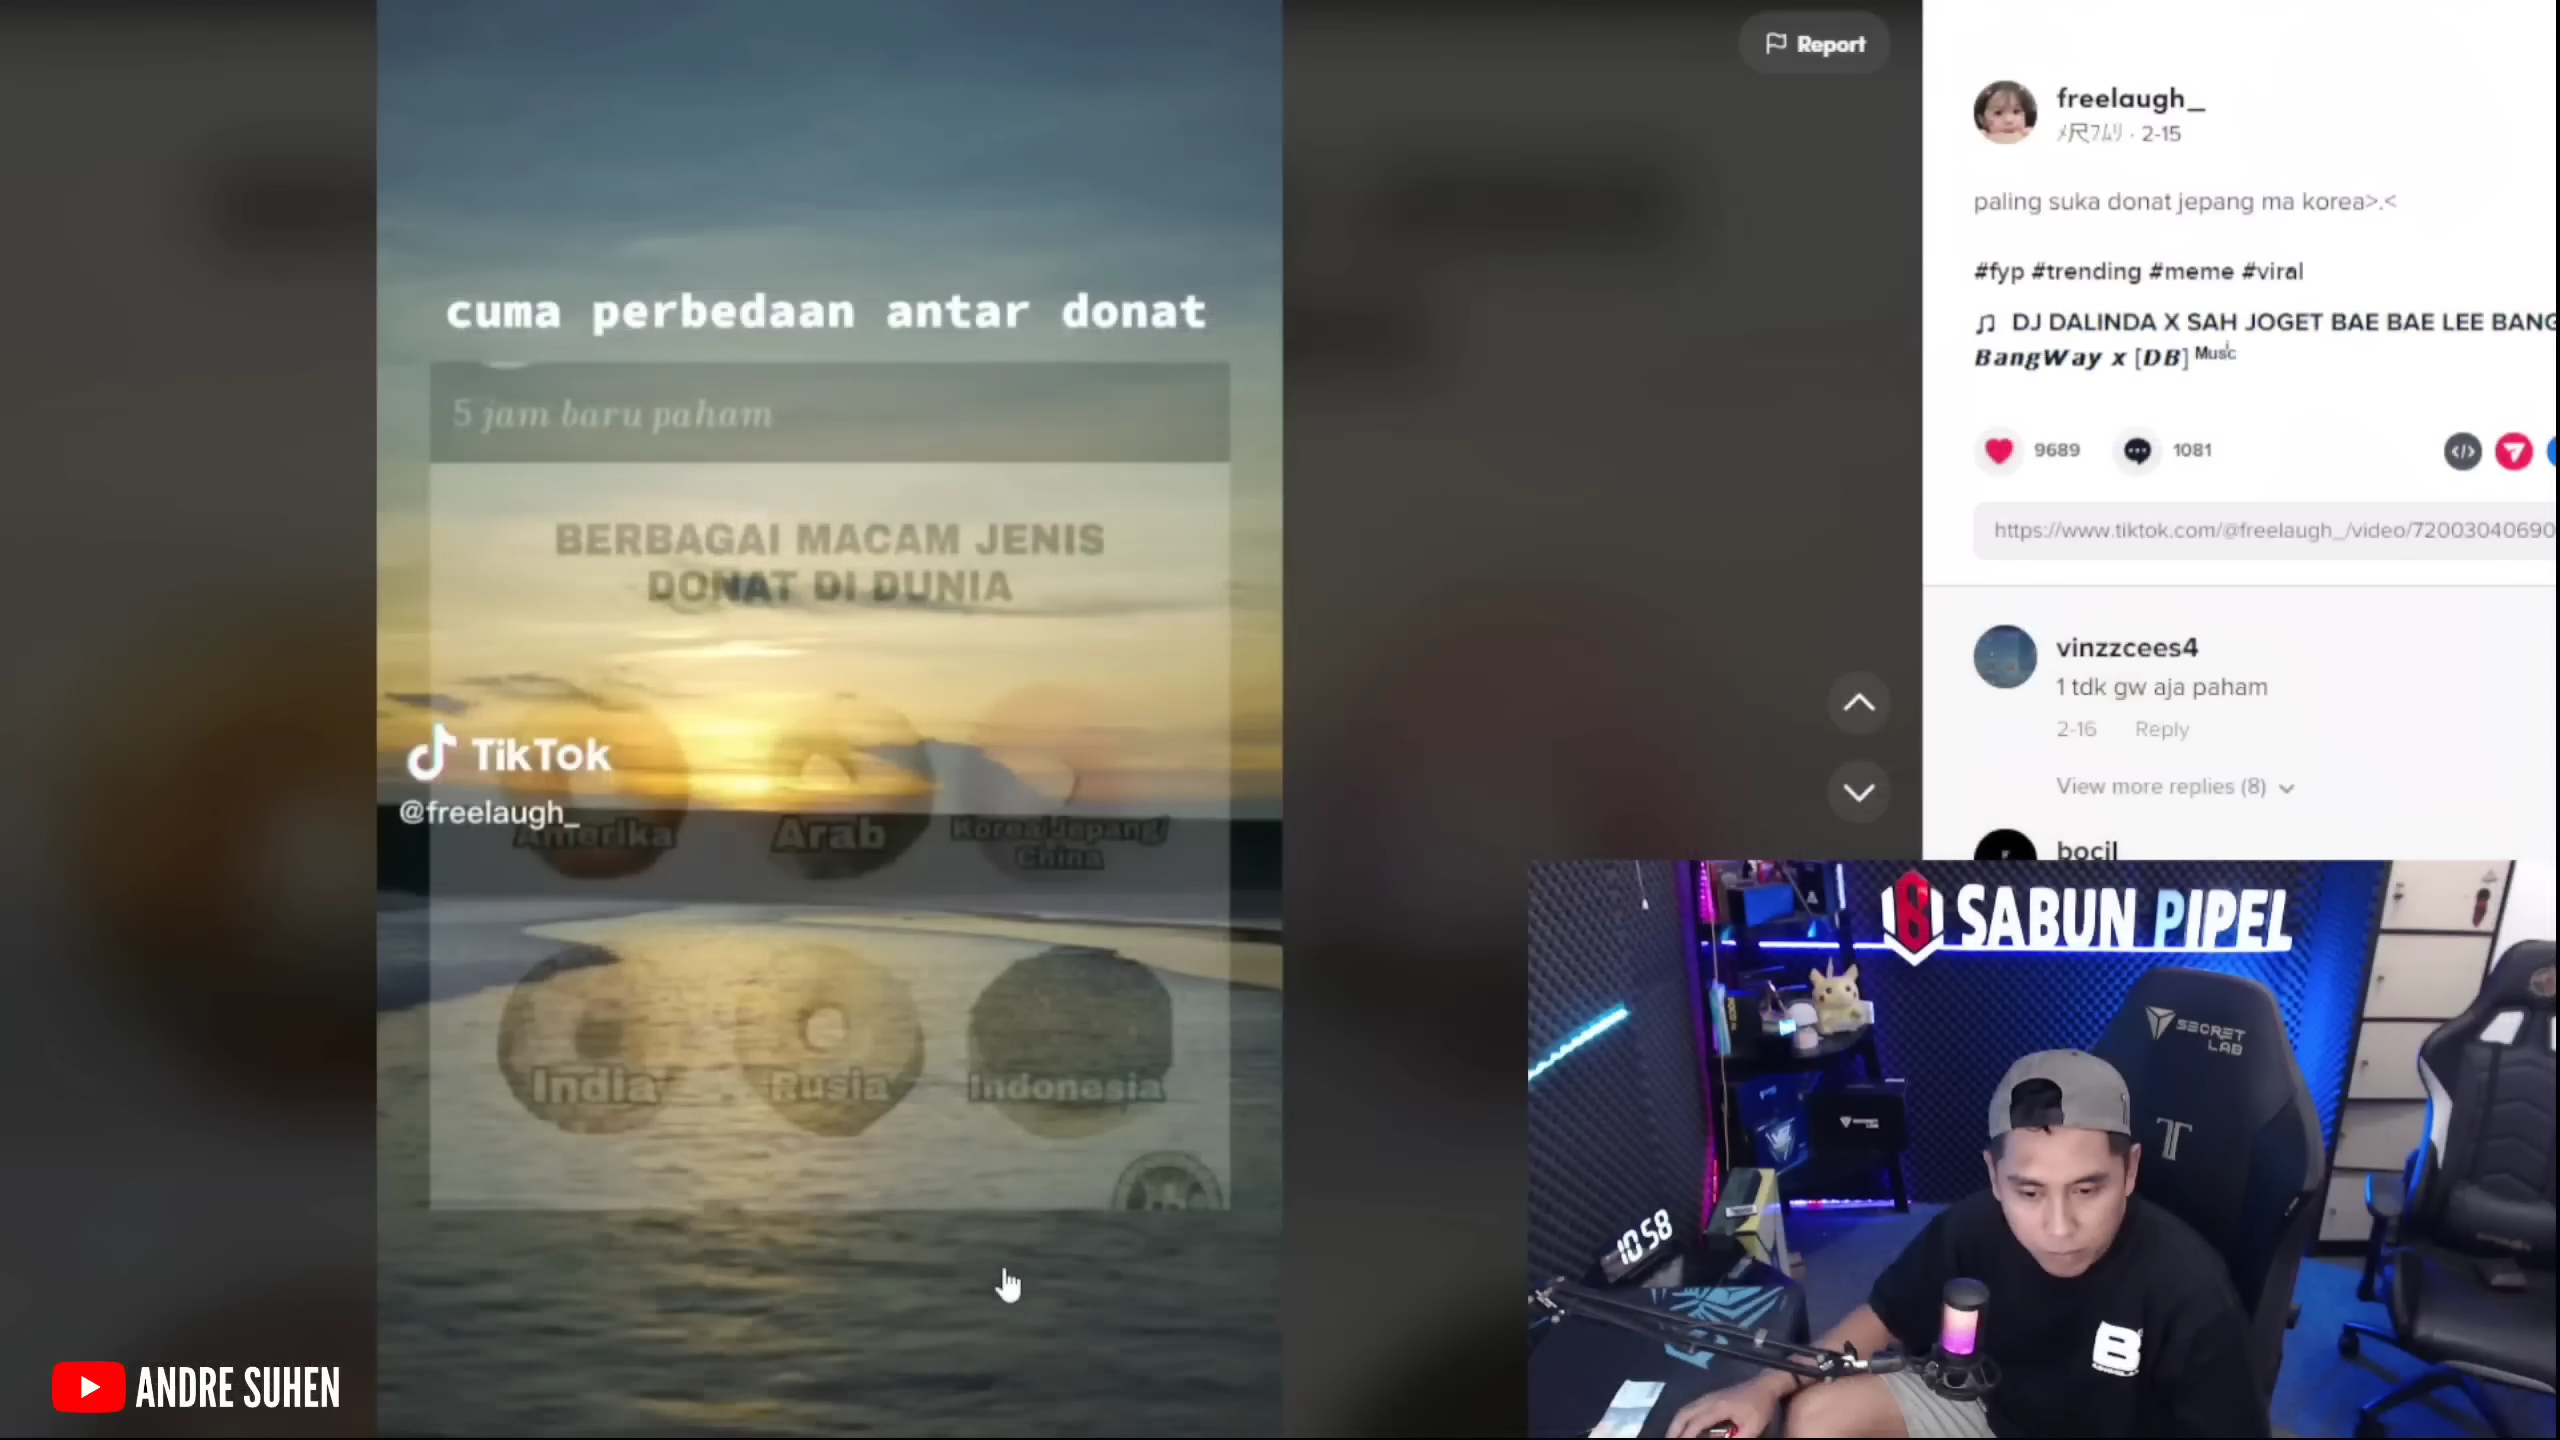 Report
cuma perbedaan antar donat
5 jam baru paham
BERBAGAI MACAM JENIS
DONAT DI DUNIA
TikTok
@freelaugh_
Amerika
Arab
Korea/Jepang/
China
India
Rusia
Indonesia
ANDRE SUHEN
freelaugh_
2-15
paling suka donat jepang ma korea>.<
#fyp #trending #meme #viral
DJ DALINDA X SAH JOGET BAE BAE LEE BANG
BangWay x [DB] Music
9689
1081
https://www.tiktok.com/@freelaugh_/video/72003040690
vinzzcees4
1 tdk gw aja paham
2-16 Reply
View more replies (8)
bocil
SABUN PIPEL
SECRET
LAB
10:58
B